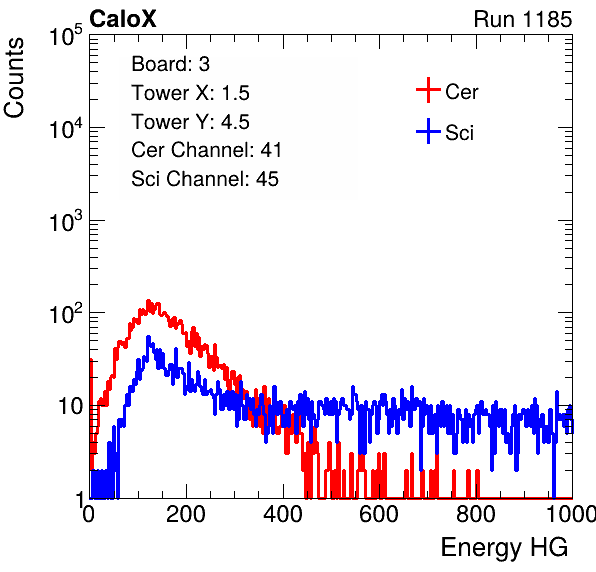 CaloX Run 1185
Counts
10^5
10^4
10^3
10^2
10
1
Board: 3
Tower X: 1.5
Tower Y: 4.5
Cer Channel: 41
Sci Channel: 45
Cer
Sci
0 200 400 600 800 1000
Energy HG